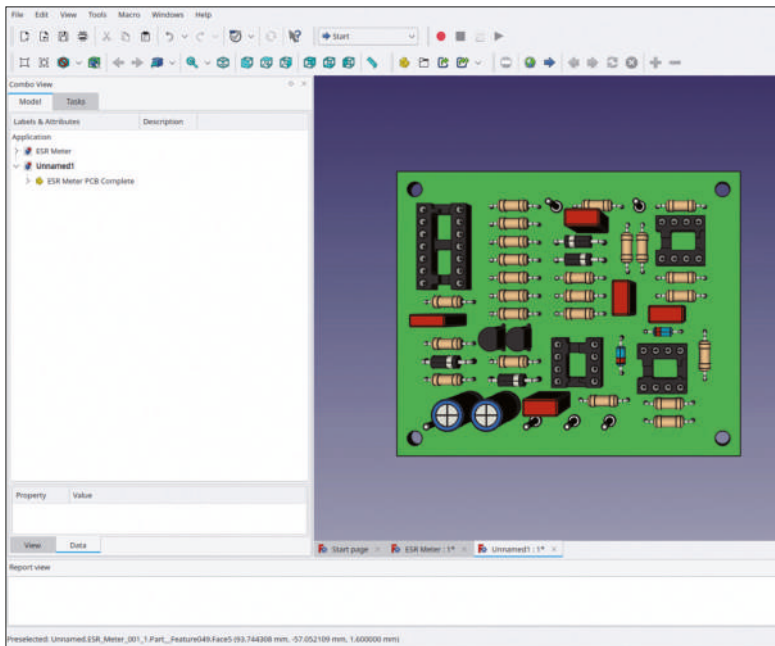 File Edit View Tools Macro Windows Help
Start
Combo View
Model Tasks
Labels & Attributes Description
Application
ESR Meter
Unnamed1
ESR Meter PCB Complete
Property Value
View Data
Start page ESR Meter : 1* Unnamed1 : 1*
Report view
Preselected: Unnamed.ESR_Meter_001_1.Part__Feature049.Face5 (93.744308 mm, -57.052109 mm, 1.600000 mm)